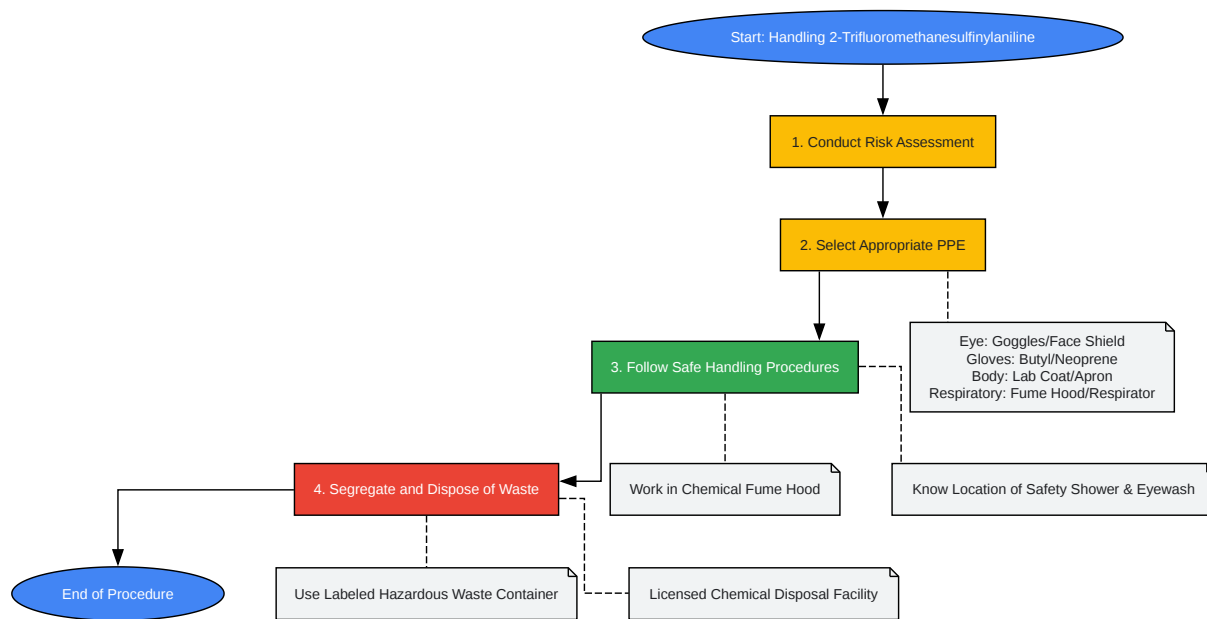 Start: Handling 2-Trifluoromethanesulfinylaniline
1. Conduct Risk Assessment
2. Select Appropriate PPE
Eye: Goggles/Face Shield
Gloves: Butyl/Neoprene
Body: Lab Coat/Apron
Respiratory: Fume Hood/Respirator
3. Follow Safe Handling Procedures
4. Segregate and Dispose of Waste
Work in Chemical Fume Hood
Know Location of Safety Shower & Eyewash
End of Procedure
Use Labeled Hazardous Waste Container
Licensed Chemical Disposal Facility